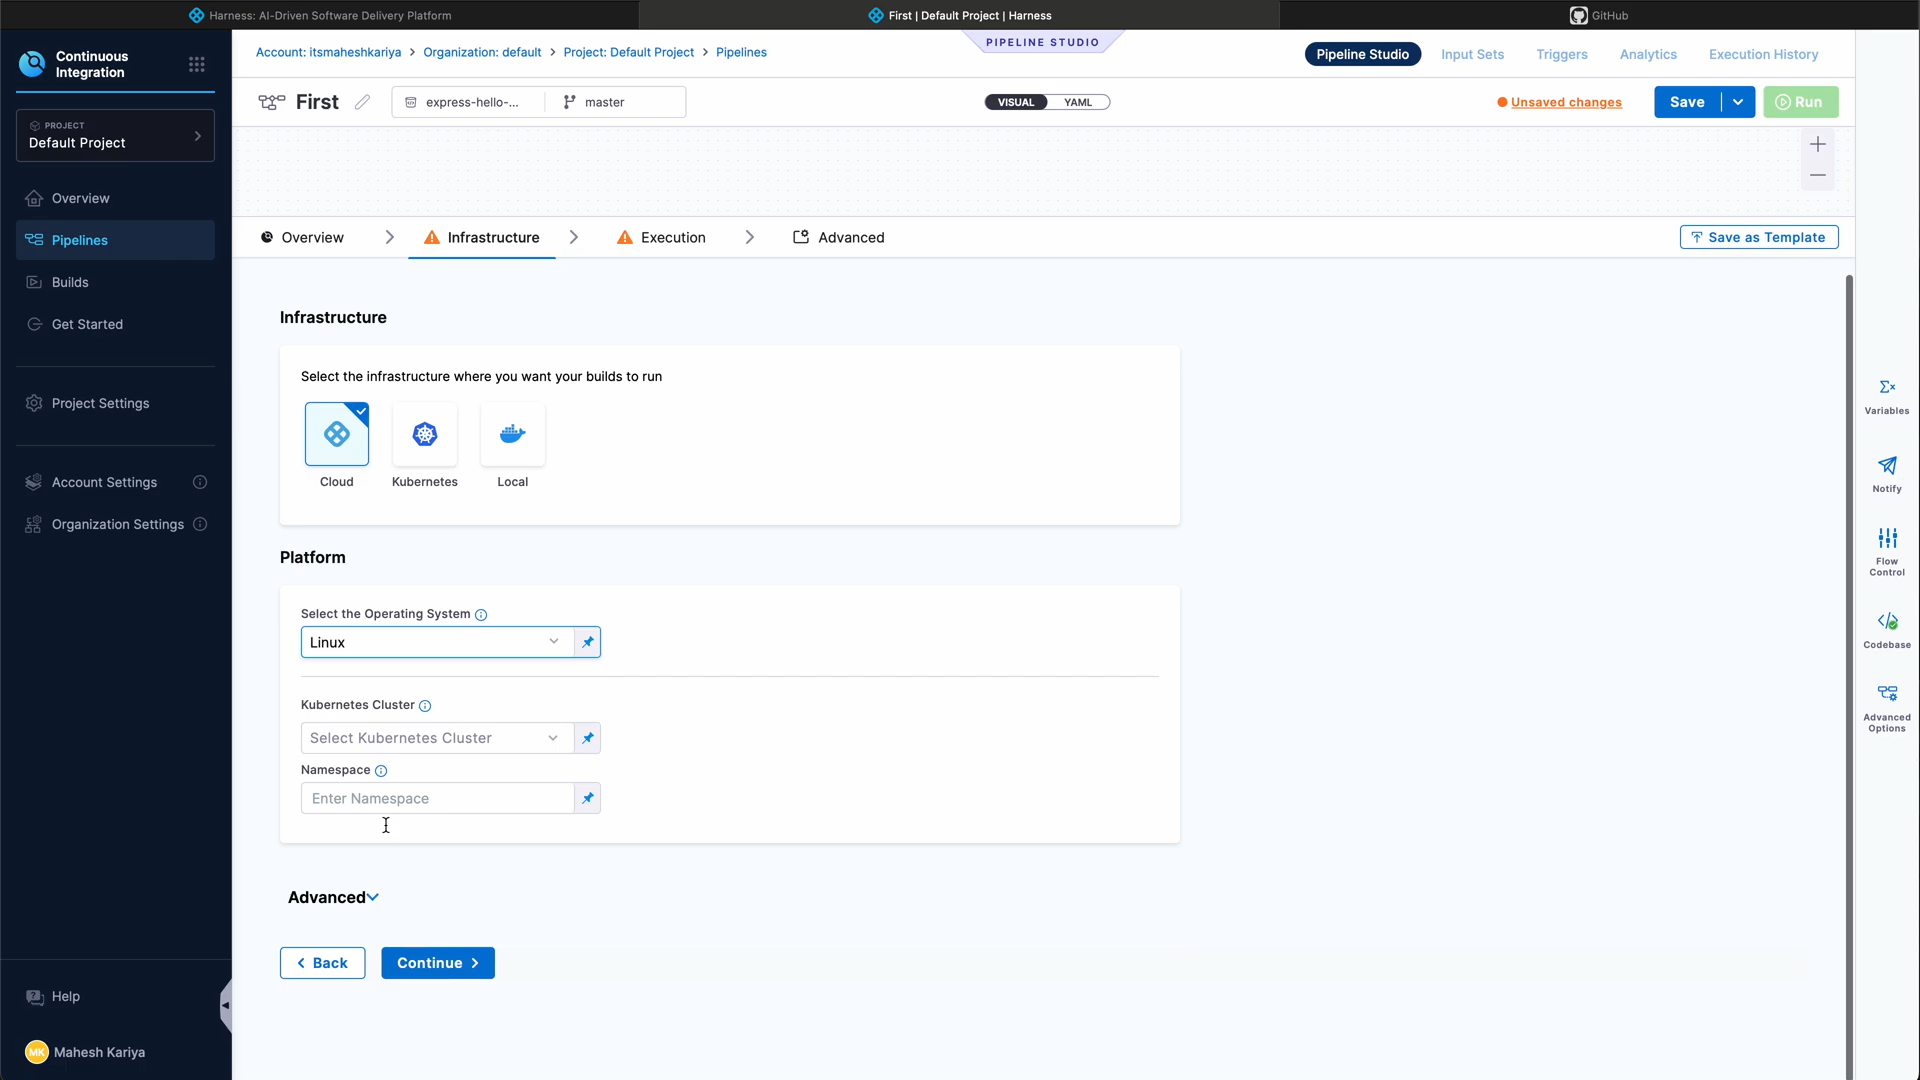 Harness: AI-Driven Software Delivery Platform
First | Default Project | Harness
GitHub
Continuous
Integration
PROJECT
Default Project
Overview
Pipelines
Builds
Get Started
Project Settings
Account Settings
Organization Settings
Help
MK
Mahesh Kariya
Account: itsmaheshkariya > Organization: default > Project: Default Project > Pipelines
PIPELINE STUDIO
Pipeline Studio
Input Sets
Triggers
Analytics
Execution History
First
express-hello-...
master
VISUAL
YAML
Unsaved changes
Save
Run
Overview
Infrastructure
Execution
Advanced
Save as Template
Infrastructure
Select the infrastructure where you want your builds to run
Cloud
Kubernetes
Local
Platform
Select the Operating System
Linux
Kubernetes Cluster
Select Kubernetes Cluster
Namespace
Enter Namespace
Advanced
Back
Continue
Variables
Notify
Flow
Control
Codebase
Advanced
Options